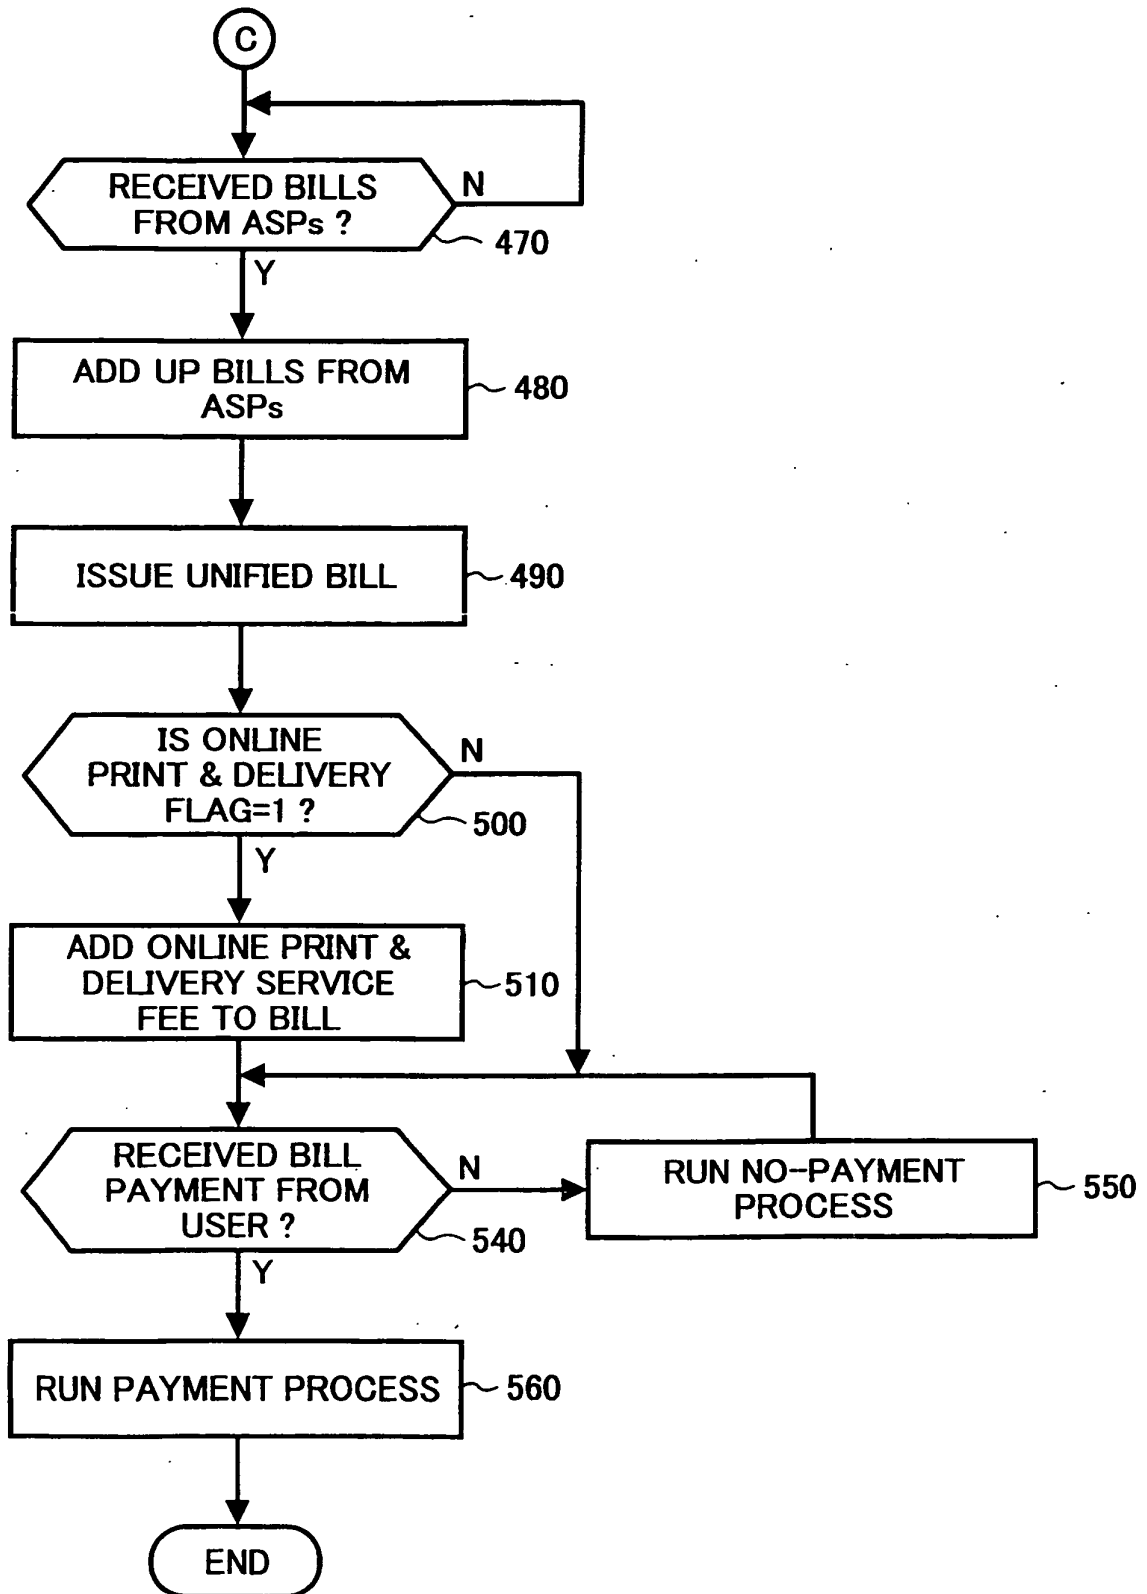 C
RECEIVED BILLS
FROM ASPs ?
N
470
Y
ADD UP BILLS FROM
ASPs
480
ISSUE UNIFIED BILL
490
IS ONLINE
PRINT & DELIVERY
FLAG=1 ?
N
500
Y
ADD ONLINE PRINT &
DELIVERY SERVICE
FEE TO BILL
510
RECEIVED BILL
PAYMENT FROM
USER ?
N
540
RUN NO-PAYMENT
PROCESS
550
Y
RUN PAYMENT PROCESS
560
END